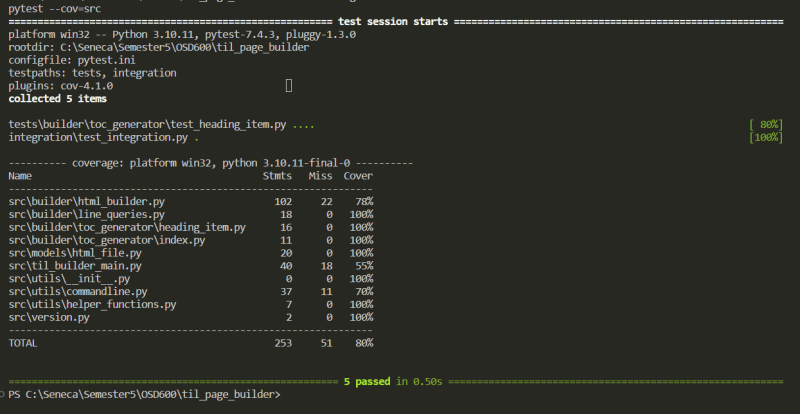 pytest --cov=src
===================================================== test session starts ======================================================
platform win32 -- Python 3.10.11, pytest-7.4.3, pluggy-1.3.0
rootdir: C:\Seneca\Semester5\OSD600\til_page_builder
configfile: pytest.ini
testpaths: tests, integration
plugins: cov-4.1.0
collected 5 items
tests\builder\toc_generator\test_heading_item.py .... [ 80%]
integration\test_integration.py . [100%]
---------- coverage: platform win32, python 3.10.11-final-0 ----------
Name Stmts Miss Cover
------------------------------------------------------------
src\builder\html_builder.py 102 22 78%
src\builder\line_queries.py 18 0 100%
src\builder\toc_generator\heading_item.py 16 0 100%
src\builder\toc_generator\index.py 11 0 100%
src\models\html_file.py 20 0 100%
src\til_builder_main.py 40 18 55%
src\utils\__init__.py 0 0 100%
src\utils\commandline.py 37 11 70%
src\utils\helper_functions.py 7 0 100%
src\version.py 2 0 100%
------------------------------------------------------------
TOTAL 253 51 80%
====================================================== 5 passed in 0.50s =======================================================
PS C:\Seneca\Semester5\OSD600\til_page_builder>